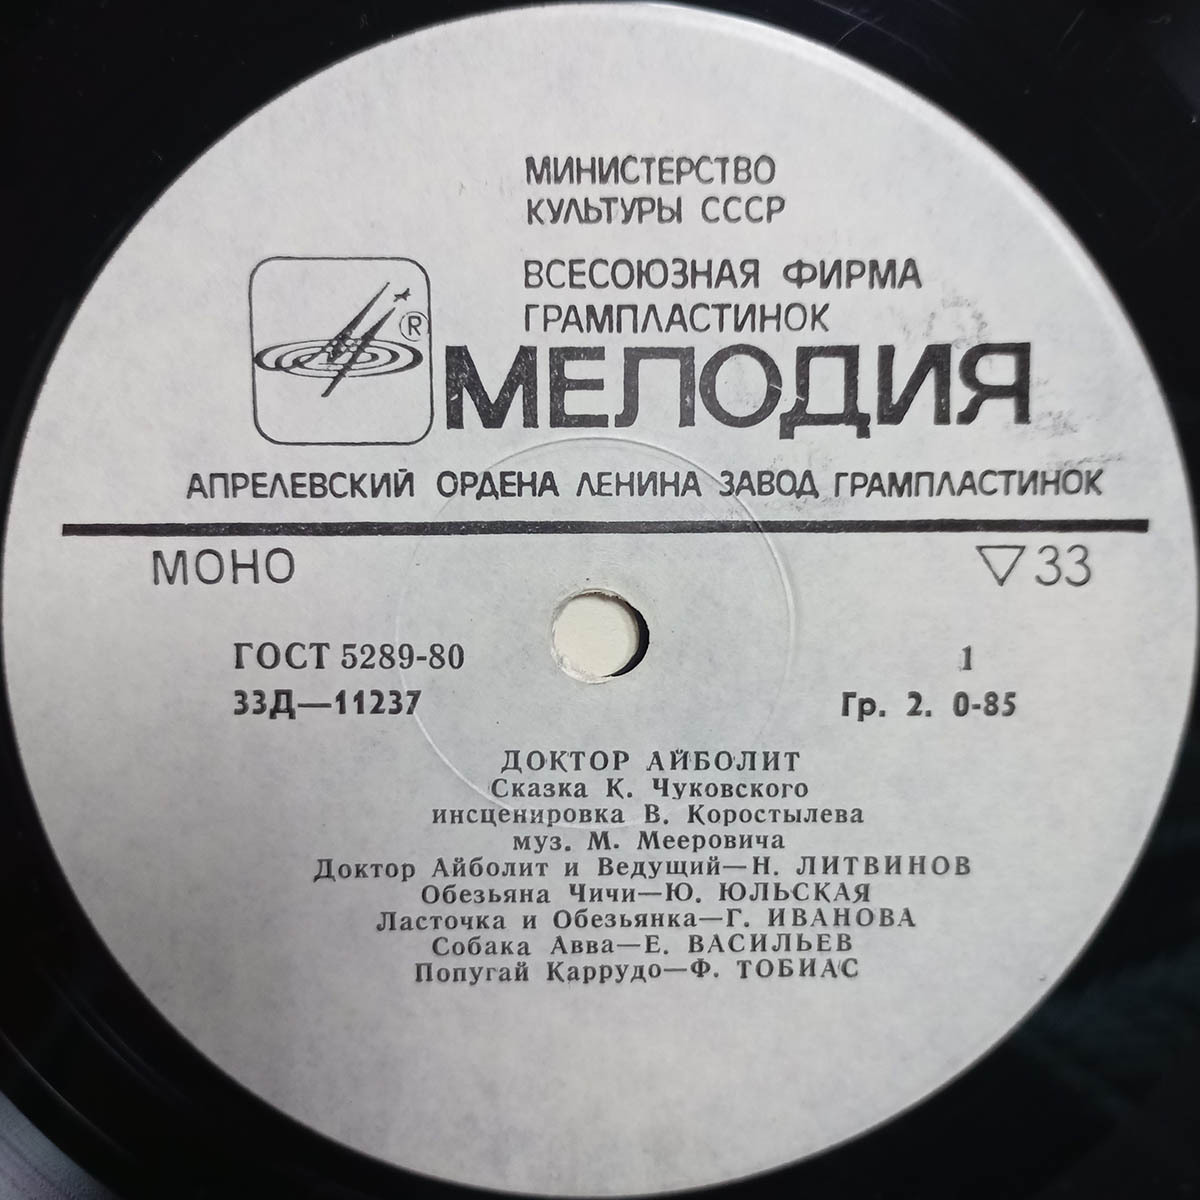 МИНИСТЕРСТВО
КУЛЬТУРЫ СССР
ВСЕСОЮЗНАЯ ФИРМА
ГРАМПЛАСТИНОК
®
МЕЛОДИЯ
АПРЕЛЕВСКИЙ ОРДЕНА ЛЕНИНА ЗАВОД ГРАМПЛАСТИНОК
МОНО ▽33
ГОСТ 5289-80 1
33Д—11237 Гр. 2. 0-85
ДОКТОР АЙБОЛИТ
Сказка К. Чуковского
инсценировка В. Коростылева
муз. М. Мееровича
Доктор Айболит и Ведущий—Н. ЛИТВИНОВ
Обезьяна Чичи—Ю. ЮЛЬСКАЯ
Ласточка и Обезьянка—Г. ИВАНОВА
Собака Авва—Е. ВАСИЛЬЕВ
Попугай Каррудо—Ф. ТОБИАС